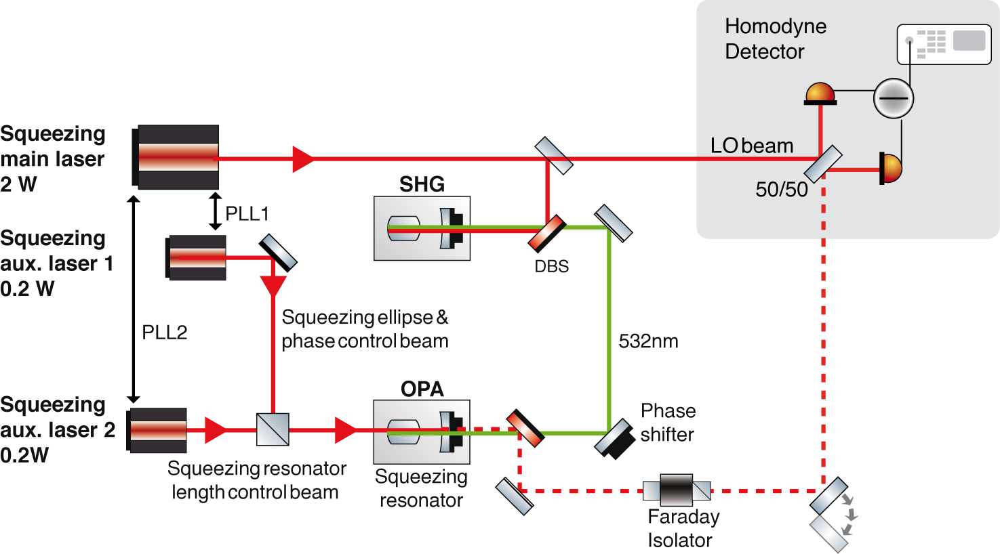 Homodyne
Detector
Squeezing
main laser
2 W
LO beam
50/50
SHG
PLL1
Squeezing
aux. laser 1
0.2 W
DBS
Squeezing ellipse &
phase control beam
PLL2
532nm
OPA
Squeezing
aux. laser 2
0.2W
Phase
shifter
Squeezing resonator
length control beam
Squeezing
resonator
Faraday
Isolator